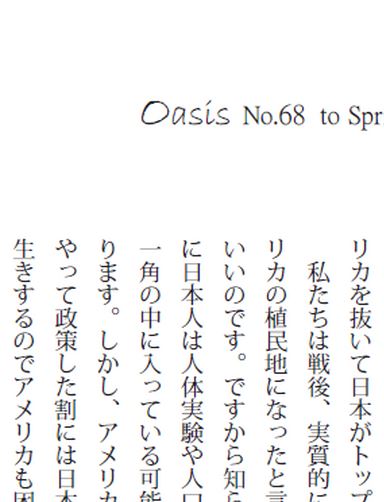 Oasis No.68 to Spr
リカを抜いて日本がトップ
私たちは戦後、実質的に
リカの植民地になったと言
いいのです。ですから知ら
に日本人は人体実験や人口
一角の中に入っている可能
ります。しかし、アメリカ
やって政策した割には日本
生きするのでアメリカも困